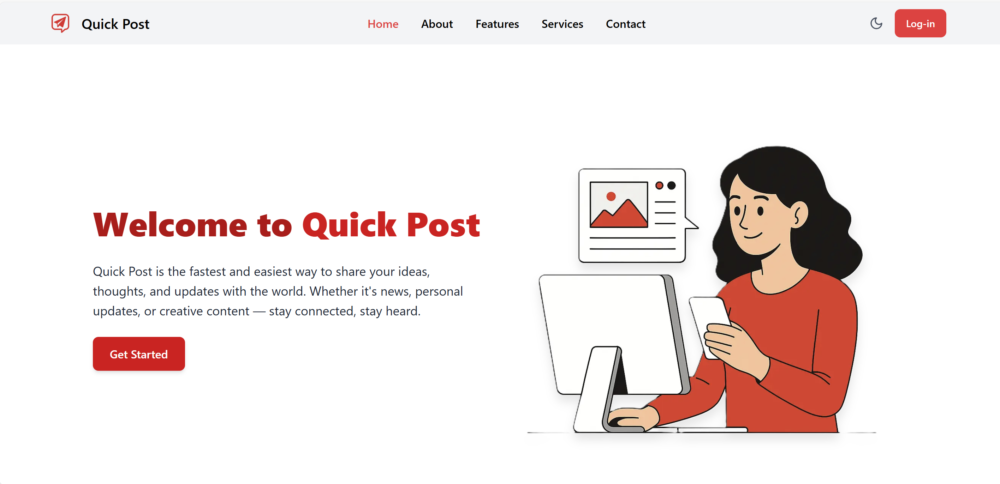 Quick Post
Home About Features Services Contact
Log-in
Welcome to Quick Post
Quick Post is the fastest and easiest way to share your ideas,
thoughts, and updates with the world. Whether it's news, personal
updates, or creative content — stay connected, stay heard.
Get Started